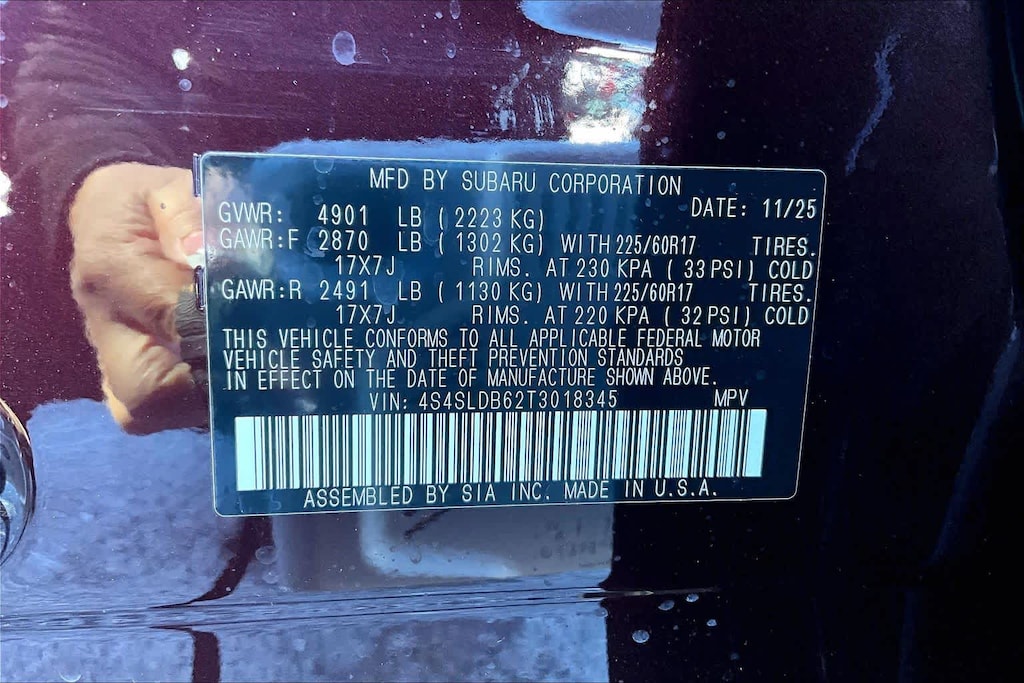 MFD BY SUBARU CORPORATION
GVWR: 4901 LB (2223 KG) DATE: 11/25
GAWR:F 2870 LB (1302 KG) WITH 225/60R17 TIRES.
17X7J RIMS. AT 230 KPA (33 PSI) COLD
GAWR:R 2491 LB (1130 KG) WITH 225/60R17 TIRES.
17X7J RIMS. AT 220 KPA (32 PSI) COLD
THIS VEHICLE CONFORMS TO ALL APPLICABLE FEDERAL MOTOR
VEHICLE SAFETY AND THEFT PREVENTION STANDARDS
IN EFFECT ON THE DATE OF MANUFACTURE SHOWN ABOVE.
VIN: 4S4SLDB62T3018345 MPV
ASSEMBLED BY SIA INC. MADE IN U.S.A.